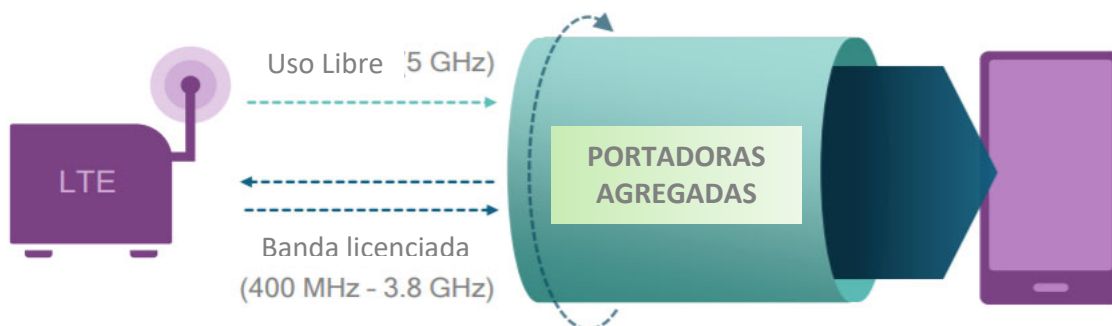 Uso Libre (5 GHz)
LTE
PORTADORAS
AGREGADAS
Banda licenciada
(400 MHz – 3.8 GHz)